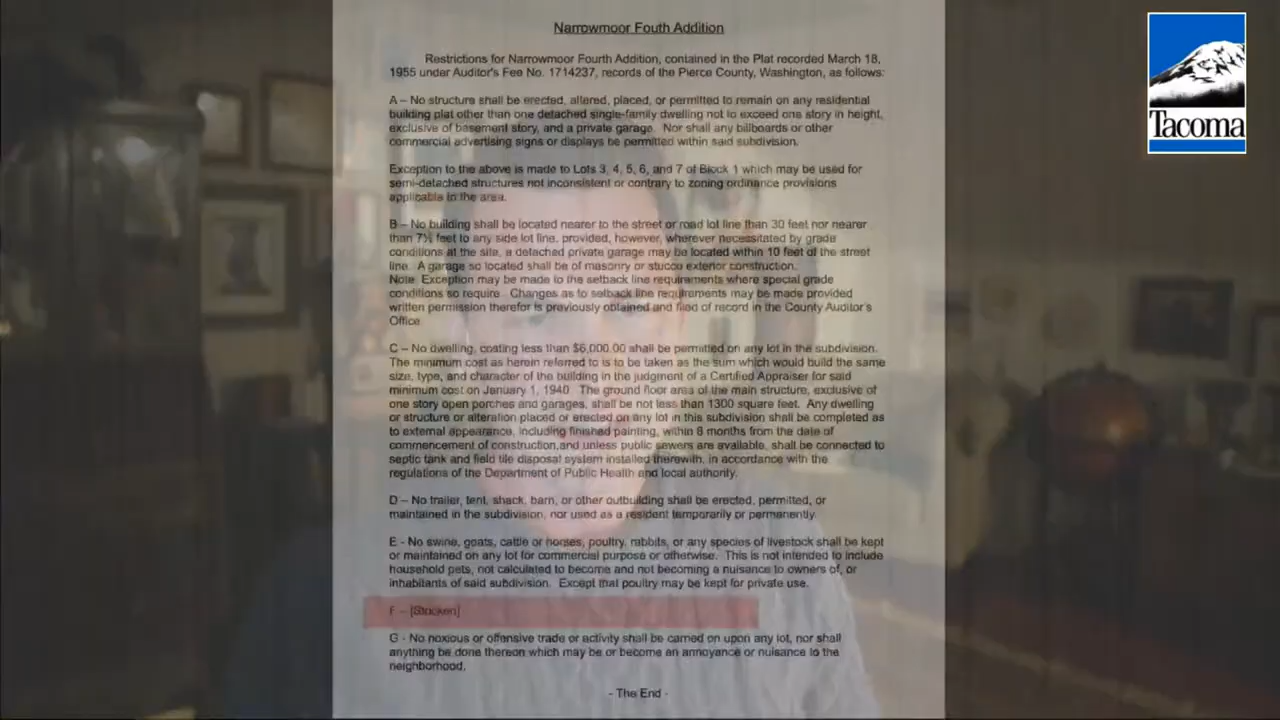 Narrowmoor Fouth Addition
Restrictions for Narrowmoor Fourth Addition, contained in the Plat recorded March 18,
1955 under Auditor's Fee No. 1714237, records of the Pierce County, Washington, as follows:
A – No structure shall be erected, altered, placed, or permitted to remain on any residential
building plat other than one detached single-family dwelling not to exceed one story in height,
exclusive of basement story, and a private garage. Nor shall any billboards or other
commercial advertising signs or displays be permitted within said subdivision.
Exception to the above is made to Lots 3, 4, 5, 6, and 7 of Block 1 which may be used for
semi-detached structures not inconsistent or contrary to zoning ordinance provisions
applicable to the area.
B – No building shall be located nearer to the street or road lot line than 30 feet nor nearer
than 7½ feet to any side lot line, provided, however, wherever necessitated by grade
conditions at the site, a detached private garage may be located within 10 feet of the street
line. A garage so located shall be of masonry or stucco exterior construction.
Note: Exception may be made to the setback line requirements where special grade
conditions so require. Changes as to setback line requirements may be made provided
written permission therefor is previously obtained and filed of record in the County Auditor's
Office.
C – No dwelling, costing less than $6,000.00 shall be permitted on any lot in the subdivision.
The minimum cost as herein referred to is to be taken as the sum which would build the same
size, type, and character of the building in the judgment of a Certified Appraiser for said
minimum cost on January 1, 1940. The ground floor area of the main structure, exclusive of
one story open porches and garages, shall be not less than 1300 square feet. Any dwelling
or structure or alteration placed or erected on any lot in this subdivision shall be completed as
to external appearance, including finished painting, within 8 months from the date of
commencement of construction,and unless public sewers are available, shall be connected to
septic tank and field tile disposal system installed therewith, in accordance with the
regulations of the Department of Public Health and local authority.
D – No trailer, tent, shack, barn, or other outbuilding shall be erected, permitted, or
maintained in the subdivision, nor used as a resident temporarily or permanently.
E - No swine, goats, cattle or horses, poultry, rabbits, or any species of livestock shall be kept
or maintained on any lot for commercial purpose or otherwise. This is not intended to include
household pets, not calculated to become and not becoming a nuisance to owners of, or
inhabitants of said subdivision. Except that poultry may be kept for private use.
F – [Stocken]
G - No noxious or offensive trade or activity shall be carried on upon any lot, nor shall
anything be done thereon which may be or become an annoyance or nuisance to the
neighborhood.
- The End -
Tacoma